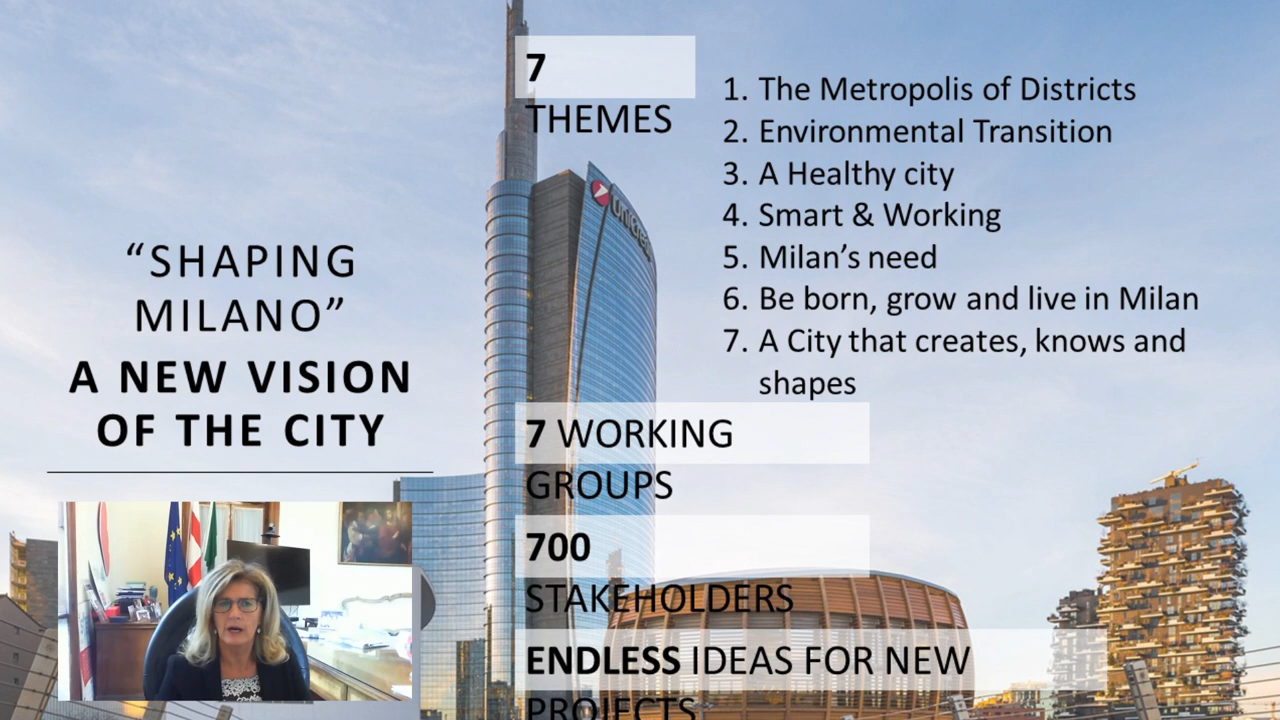 “SHAPING
MILANO”
A NEW VISION
OF THE CITY
7
THEMES
1. The Metropolis of Districts
2. Environmental Transition
3. A Healthy city
4. Smart & Working
5. Milan’s need
6. Be born, grow and live in Milan
7. A City that creates, knows and
shapes
7 WORKING
GROUPS
700
STAKEHOLDERS
ENDLESS IDEAS FOR NEW
PROJECTS
unicredit